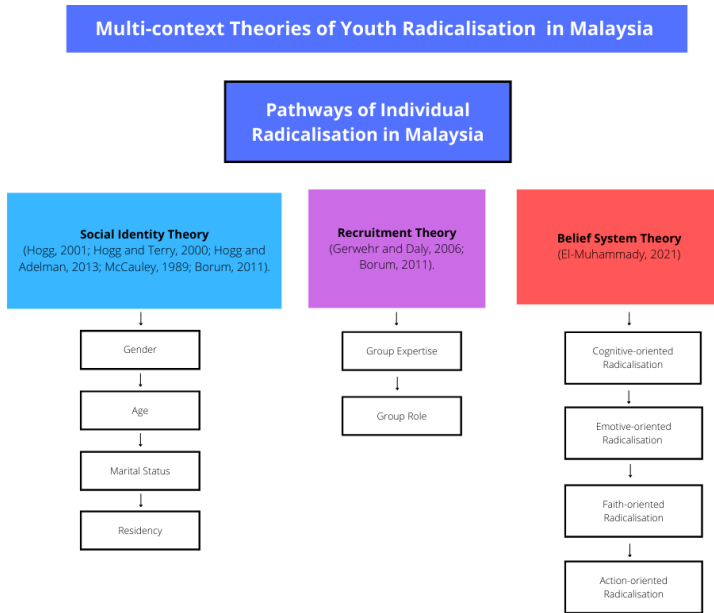 Multi-context Theories of Youth Radicalisation in Malaysia
Pathways of Individual
Radicalisation in Malaysia
Social Identity Theory
(Hogg, 2001; Hogg and Terry, 2000; Hogg and
Adelman, 2013; McCauley, 1989; Borum, 2011).
Gender
Age
Marital Status
Residency
Recruitment Theory
(Gerwehr and Daly, 2006;
Borum, 2011).
Group Expertise
Group Role
Belief System Theory
(El-Muhammady, 2021)
Cognitive-oriented
Radicalisation
Emotive-oriented
Radicalisation
Faith-oriented
Radicalisation
Action-oriented
Radicalisation